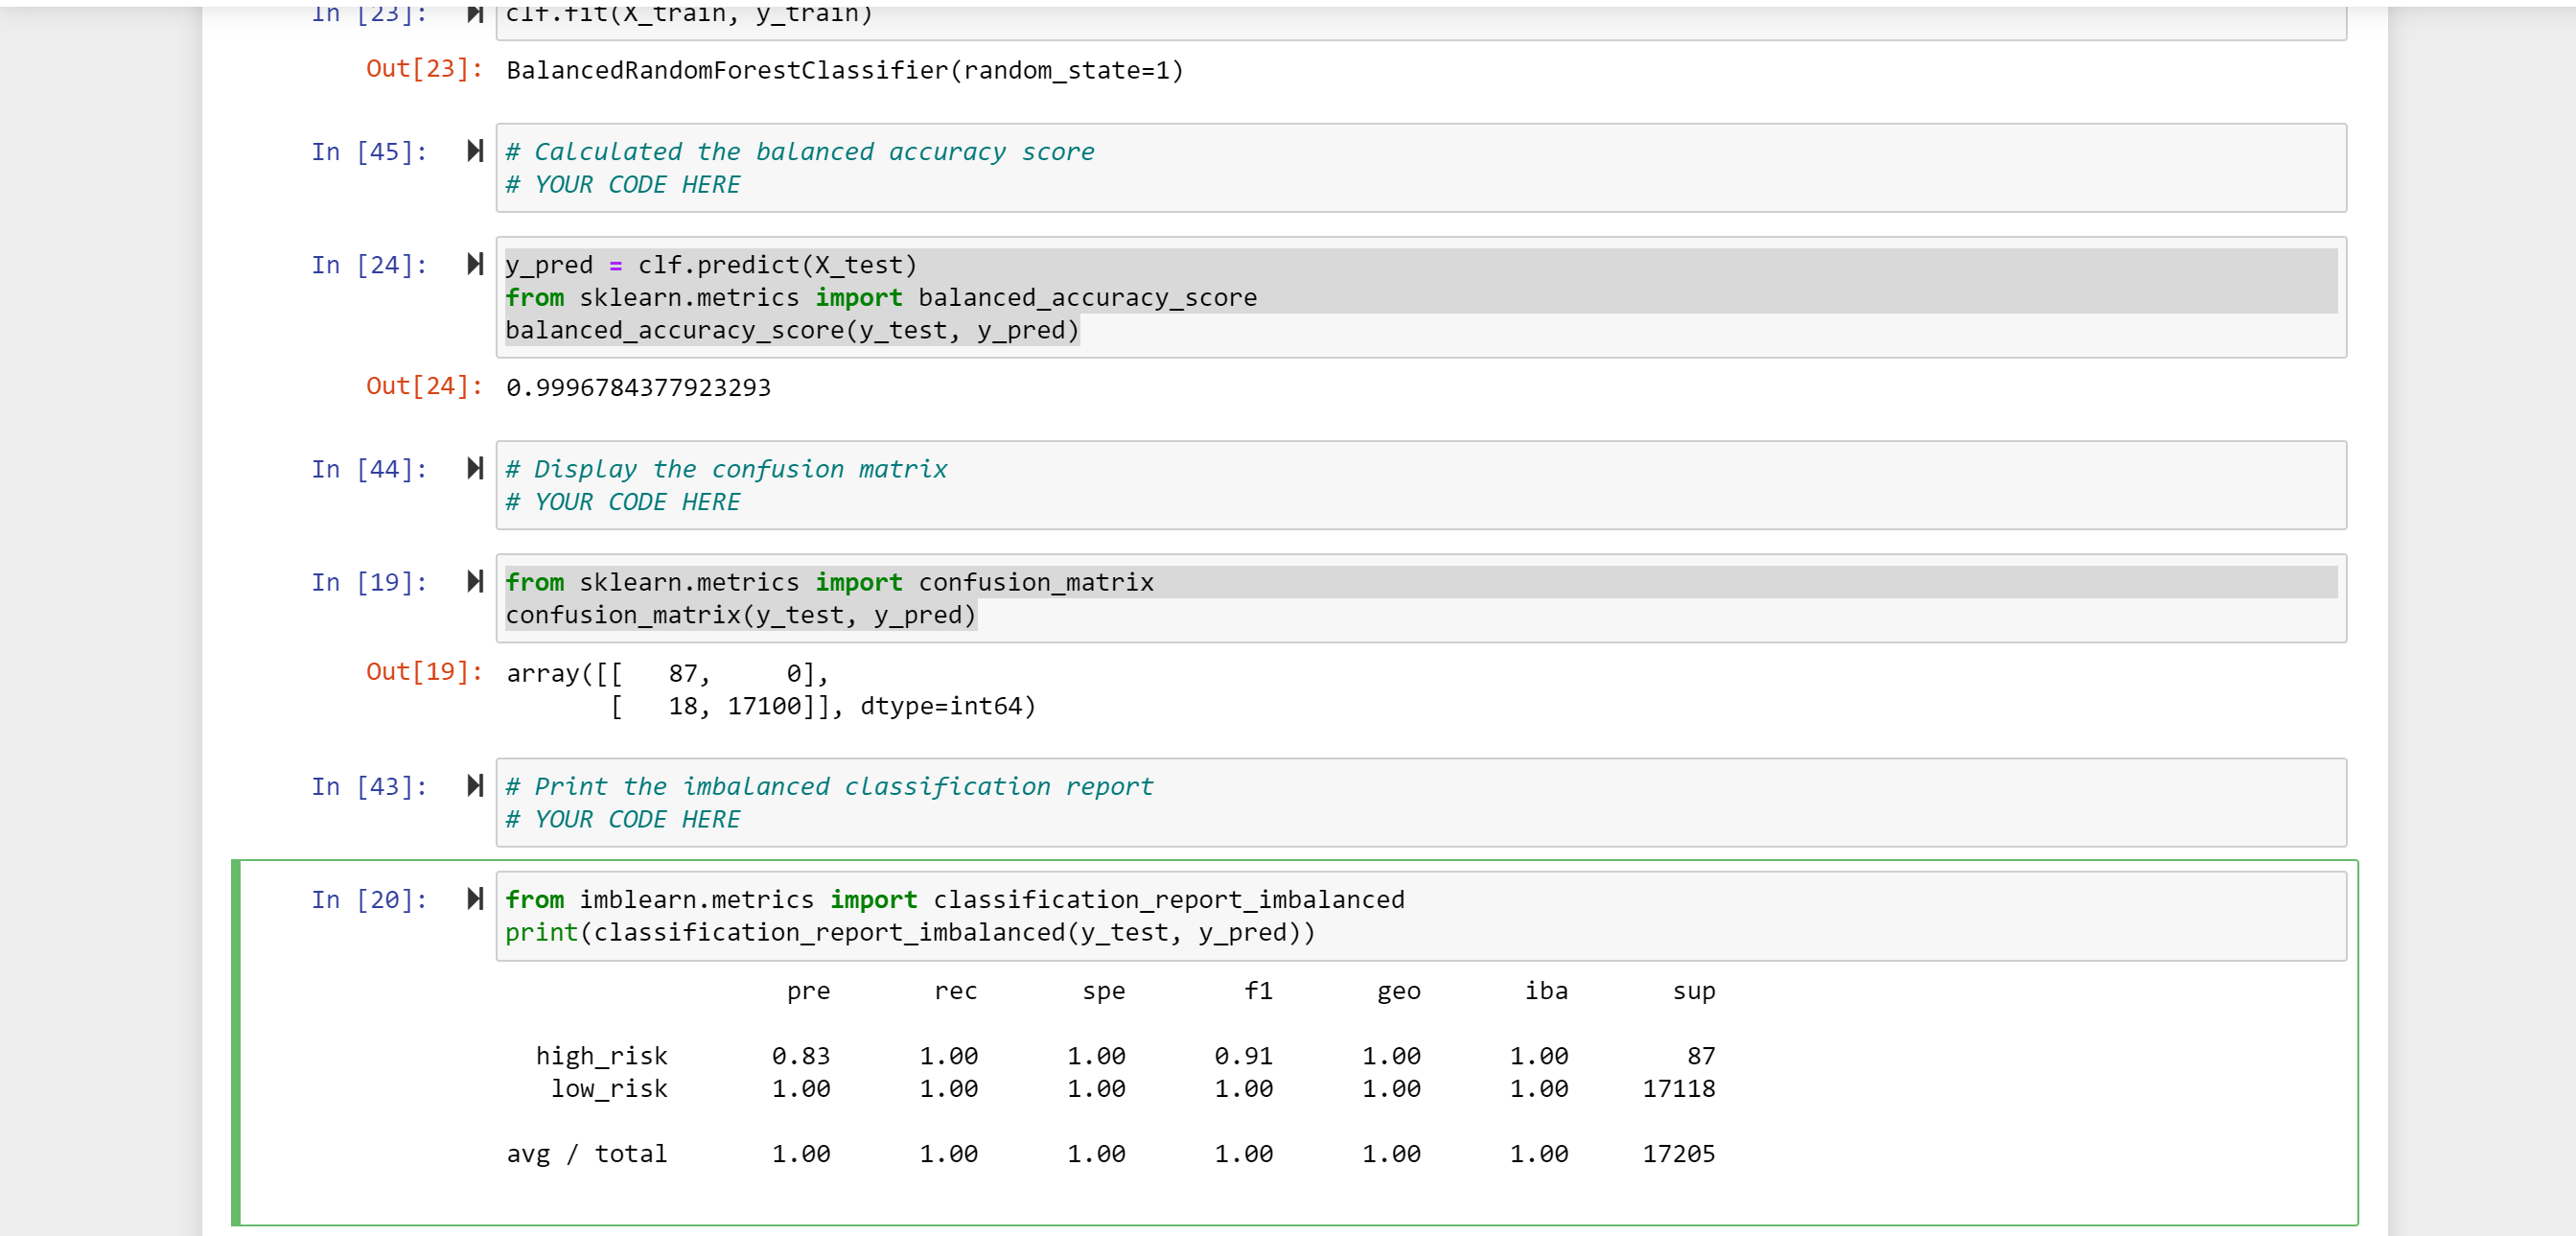 In [23]: clf.fit(X_train, y_train)
Out[23]: BalancedRandomForestClassifier(random_state=1)
In [45]: # Calculated the balanced accuracy score
# YOUR CODE HERE
In [24]: y_pred = clf.predict(X_test)
from sklearn.metrics import balanced_accuracy_score
balanced_accuracy_score(y_test, y_pred)
Out[24]: 0.9996784377923293
In [44]: # Display the confusion matrix
# YOUR CODE HERE
In [19]: from sklearn.metrics import confusion_matrix
confusion_matrix(y_test, y_pred)
Out[19]: array([[   87,     0],
       [   18, 17100]], dtype=int64)
In [43]: # Print the imbalanced classification report
# YOUR CODE HERE
In [20]: from imblearn.metrics import classification_report_imbalanced
print(classification_report_imbalanced(y_test, y_pred))
pre rec spe f1 geo iba sup
high_risk 0.83 1.00 1.00 0.91 1.00 1.00 87
low_risk 1.00 1.00 1.00 1.00 1.00 1.00 17118
avg / total 1.00 1.00 1.00 1.00 1.00 1.00 17205